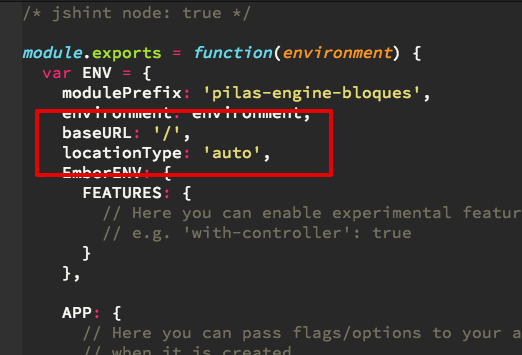 /* jshint node: true */
module.exports = function(environment) {
var ENV = {
modulePrefix: 'pilas-engine-bloques',
environment: environment,
baseURL: '/',
locationType: 'auto',
EmberENV: {
FEATURES: {
// Here you can enable experimental featur
// e.g. 'with-controller': true
}
},
APP: {
// Here you can pass flags/options to your a
// when it is created